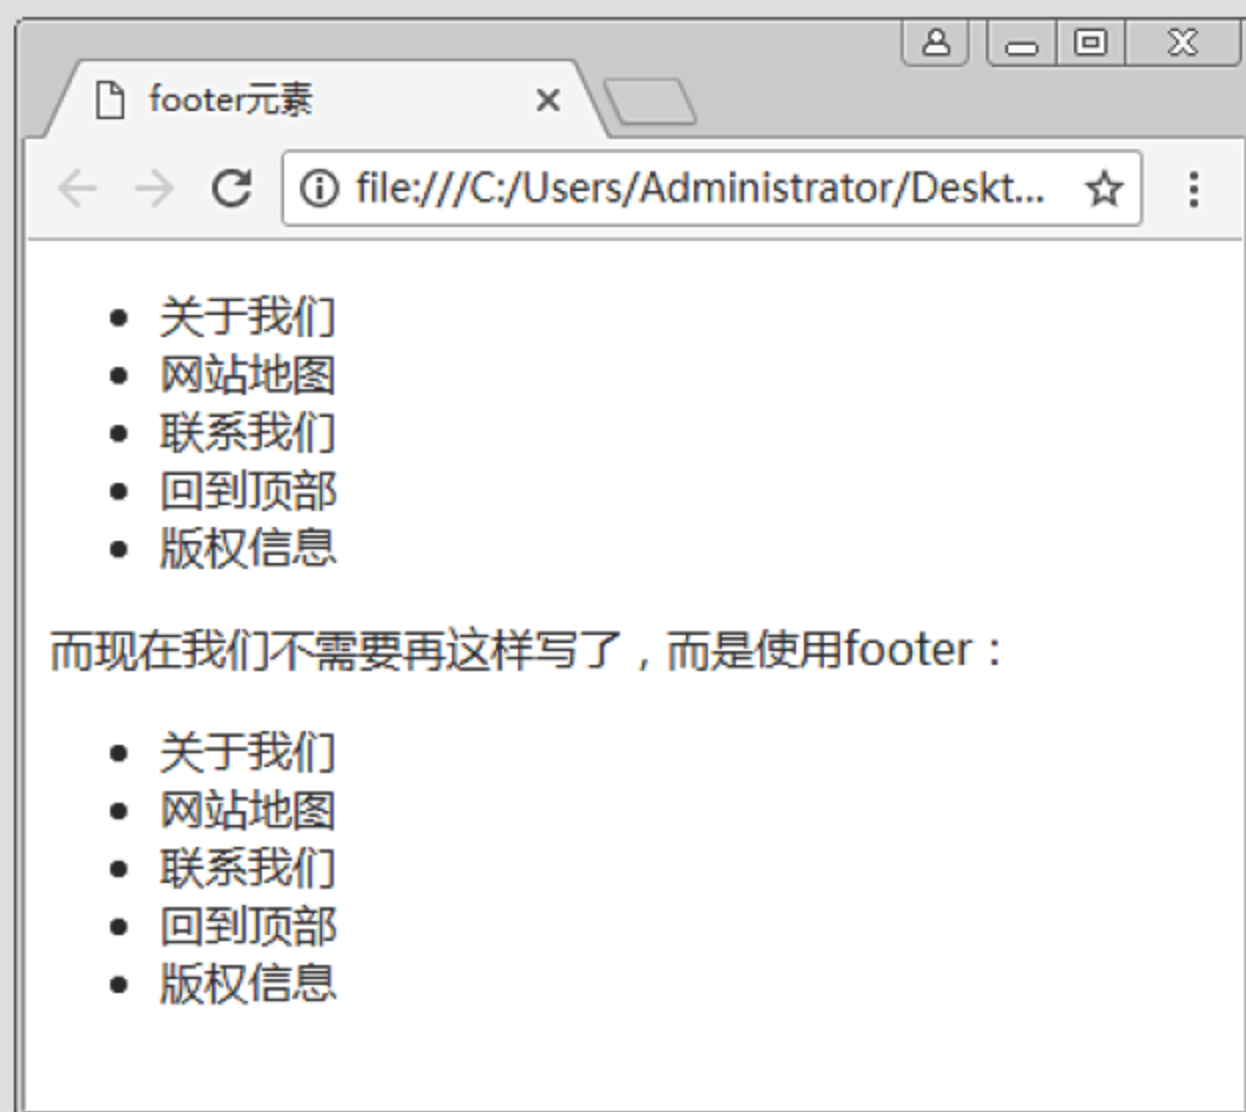 footer元素
file:///C:/Users/Administrator/Deskt...
关于我们
网站地图
联系我们
回到顶部
版权信息
而现在我们不需要再这样写了，而是使用footer：
关于我们
网站地图
联系我们
回到顶部
版权信息